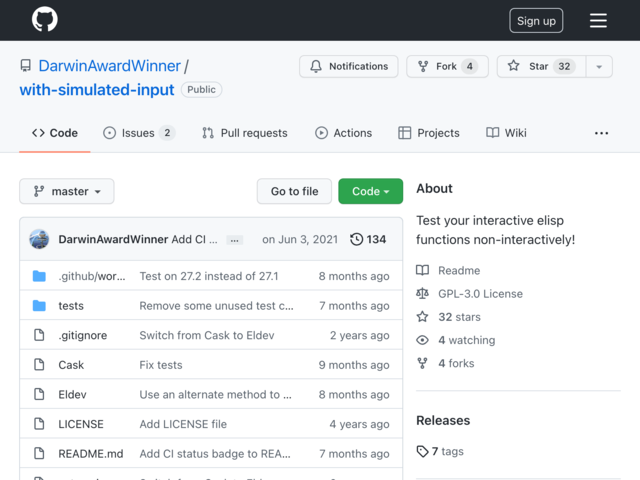 Sign up
DarwinAwardWinner /
with-simulated-input Public
Notifications
Fork 4
Star 32
Code
Issues 2
Pull requests
Actions
Projects
Wiki
...
master
Go to file
Code
DarwinAwardWinner Add CI ... ... on Jun 3, 2021 134
.github/wor... Test on 27.2 instead of 27.1 8 months ago
tests Remove some unused test c... 7 months ago
.gitignore Switch from Cask to Eldev 2 years ago
Cask Fix tests 9 months ago
Eldev Use an alternate method to ... 8 months ago
LICENSE Add LICENSE file 4 years ago
README.md Add CI status badge to REA... 7 months ago
About
Test your interactive elisp
functions non-interactively!
Readme
GPL-3.0 License
32 stars
4 watching
4 forks
Releases
7 tags